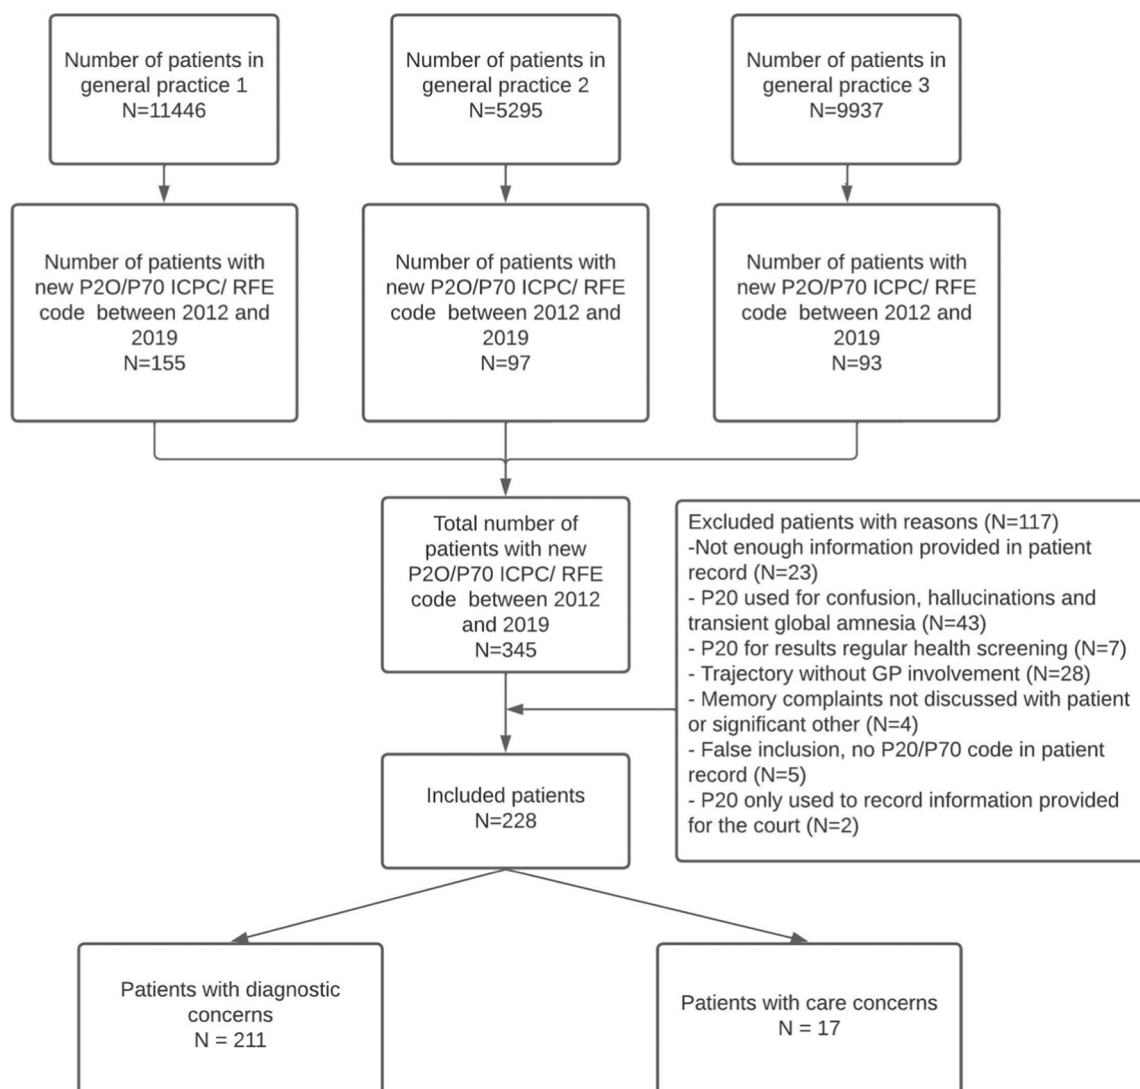 Number of patients in
general practice 1
N=11446
Number of patients in
general practice 2
N=5295
Number of patients in
general practice 3
N=9937
Number of patients with
new P2O/P70 ICPC/ RFE
code between 2012 and
2019
N=155
Number of patients with
new P2O/P70 ICPC/ RFE
code between 2012 and
2019
N=97
Number of patients with
new P2O/P70 ICPC/ RFE
code between 2012 and
2019
N=93
Total number of
patients with new
P2O/P70 ICPC/ RFE
code between 2012
and 2019
N=345
Excluded patients with reasons (N=117)
-Not enough information provided in patient
record (N=23)
- P20 used for confusion, hallucinations and
transient global amnesia (N=43)
- P20 for results regular health screening (N=7)
- Trajectory without GP involvement (N=28)
- Memory complaints not discussed with patient
or significant other (N=4)
- False inclusion, no P20/P70 code in patient
record (N=5)
- P20 only used to record information provided
for the court (N=2)
Included patients
N=228
Patients with diagnostic
concerns
N = 211
Patients with care concerns
N = 17